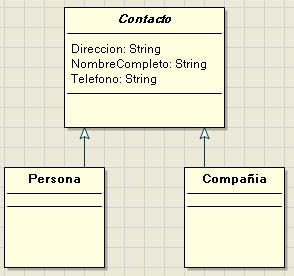 Contacto
Direccion: String
NombreCompleto: String
Telefono: String
Persona
Compañia